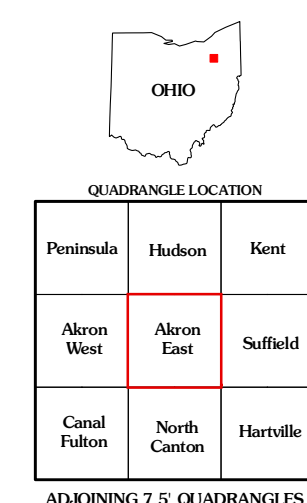 OHIO
QUADRANGLE LOCATION
Peninsula
Hudson
Kent
Akron
West
Akron
East
Suffield
Canal
Fulton
North
Canton
Hartville
ADJOINING 7.5' QUADRANGLES